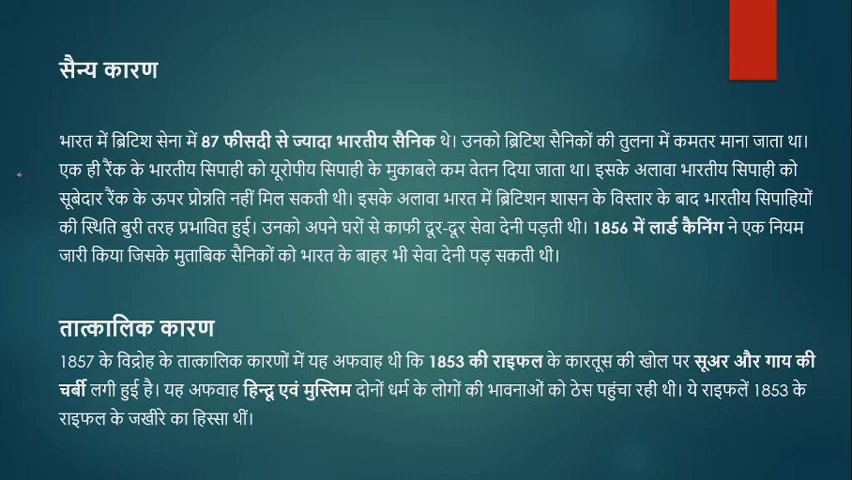 सैन्य कारण
भारत में ब्रिटिश सेना में 87 फीसदी से ज्यादा भारतीय सैनिक थे। उनको ब्रिटिश सैनिकों की तुलना में कमतर माना जाता था।
एक ही रैंक के भारतीय सिपाही को यूरोपीय सिपाही के मुकाबले कम वेतन दिया जाता था। इसके अलावा भारतीय सिपाही को
सूबेदार रैंक के ऊपर प्रोन्नति नहीं मिल सकती थी। इसके अलावा भारत में ब्रिटिशन शासन के विस्तार के बाद भारतीय सिपाहियों
की स्थिति बुरी तरह प्रभावित हुई। उनको अपने घरों से काफी दूर-दूर सेवा देनी पड़ती थी। 1856 में लार्ड कैनिंग ने एक नियम
जारी किया जिसके मुताबिक सैनिकों को भारत के बाहर भी सेवा देनी पड़ सकती थी।
तात्कालिक कारण
1857 के विद्रोह के तात्कालिक कारणों में यह अफवाह थी कि 1853 की राइफल के कारतूस की खोल पर सूअर और गाय की
चर्बी लगी हुई है। यह अफवाह हिन्दू एवं मुस्लिम दोनों धर्म के लोगों की भावनाओं को ठेस पहुंचा रही थी। ये राइफलें 1853 के
राइफल के जखीरे का हिस्सा थीं।